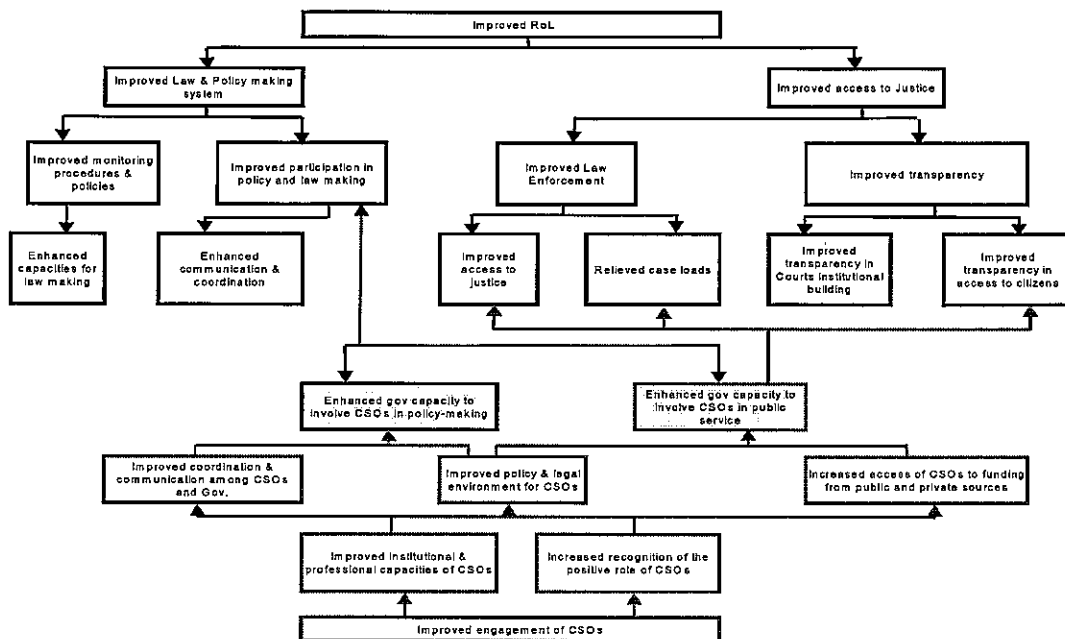 Improved RoL
Improved Law & Policy making
system
Improved access to Justice
Improved monitoring
procedures &
policies
Improved participation in
policy and law making
Improved Law
Enforcement
Improved transparency
Enhanced
capacities for
law making
Enhanced
communication &
coordination
Improved
access to
justice
Relieved case loads
Improved
transparency in
Courts institutional
building
Improved
transparency in
access to citizens
Enhanced gov capacity to
involve CSOs in policy-making
Enhanced gov capacity to
involve CSOs in public
service
Improved coordination &
communication among CSOs
and Gov.
Improved policy & legal
environment for CSOs
Increased access of CSOs to funding
from public and private sources
Improved institutional &
professional capacities of CSOs
Increased recognition of the
positive role of CSOs
Improved engagement of CSOs